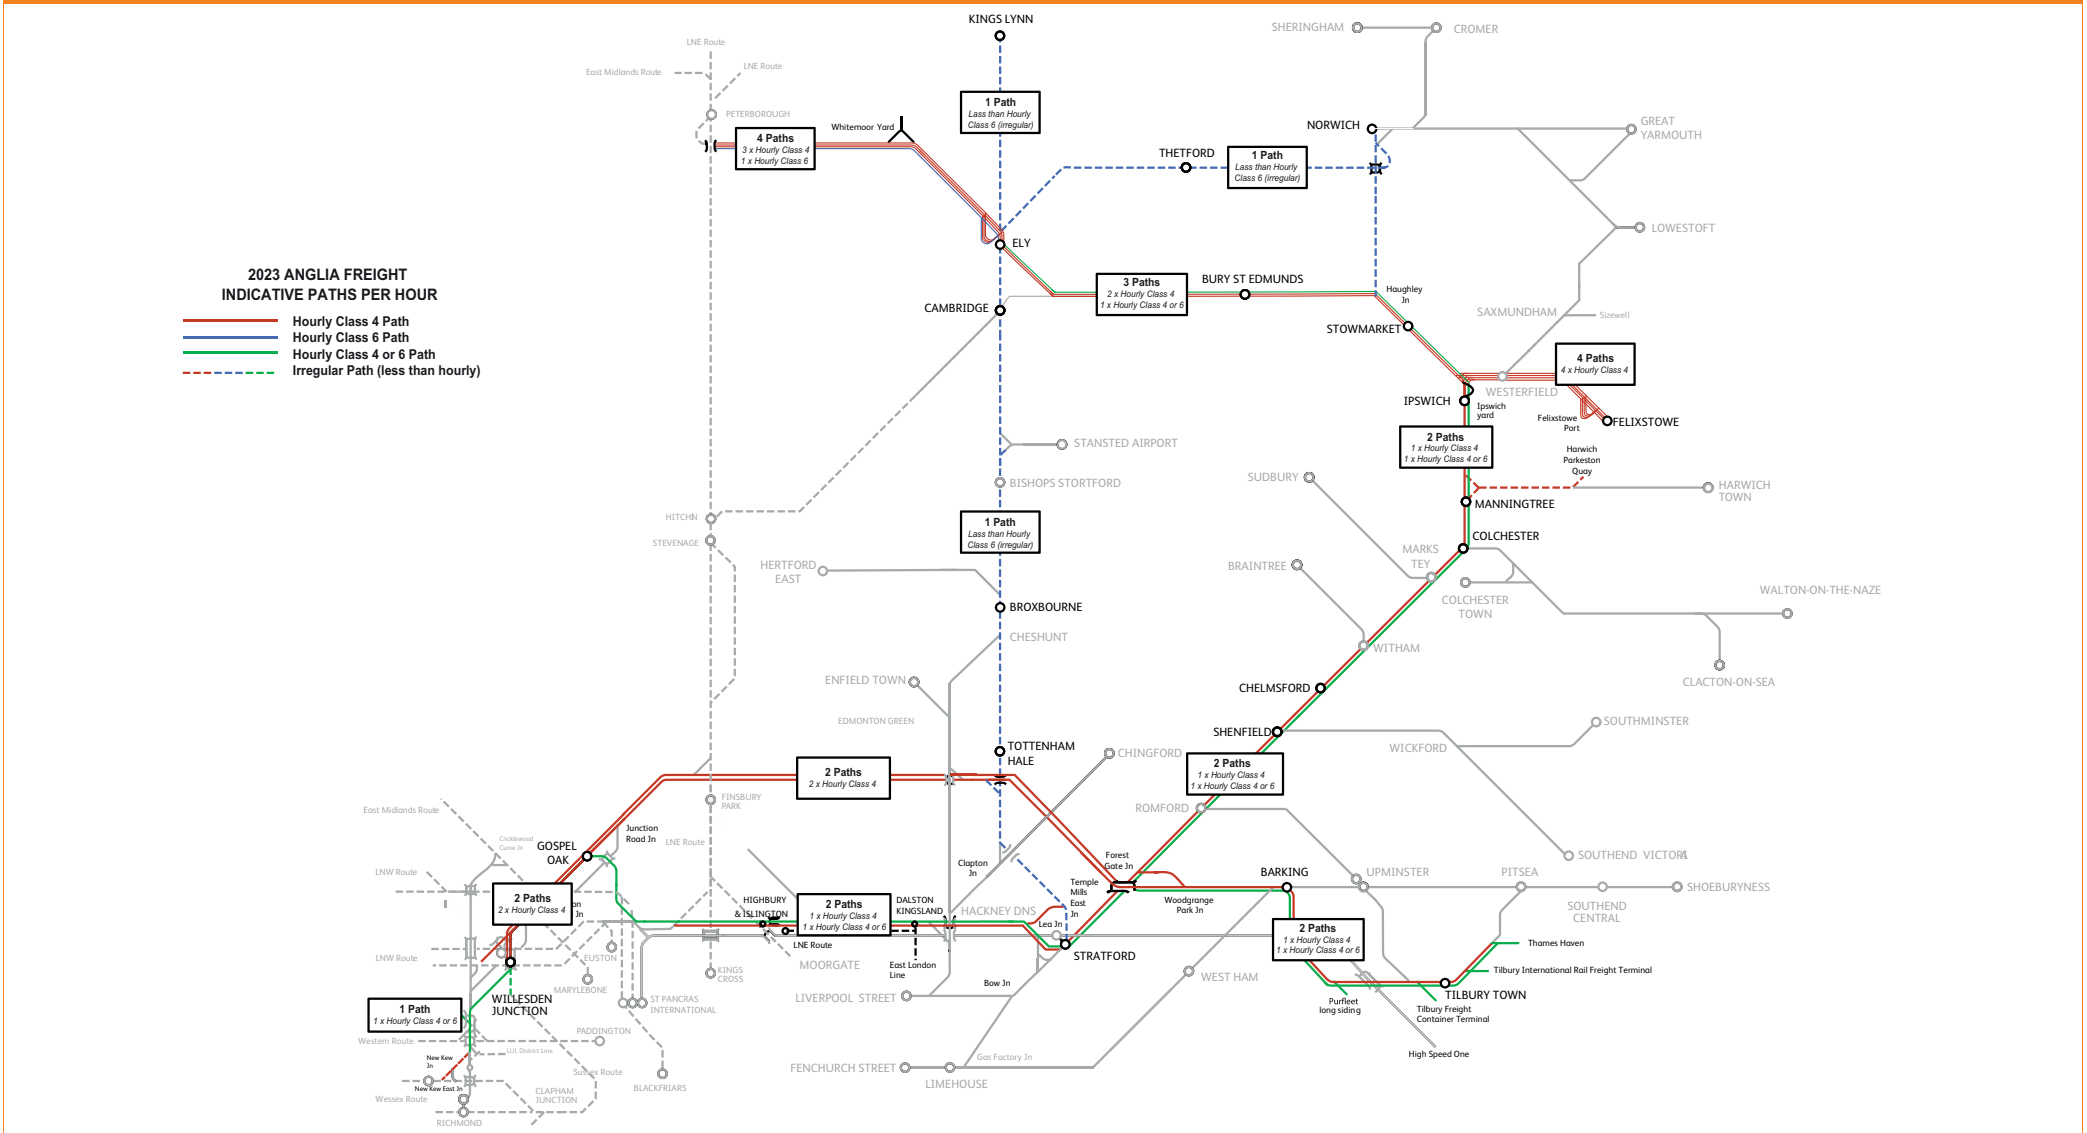 KINGS LYNN
SHERINGHAM
CROMER
LNE Route
East Midlands Route
LNE Route
PETERBOROUGH
Whitemoor Yard
4 Paths
3 x Hourly Class 4
1 x Hourly Class 6
1 Path
Less than Hourly
Class 6 (irregular)
NORWICH
GREAT
YARMOUTH
THETFORD
1 Path
Less than Hourly
Class 6 (irregular)
LOWESTOFT
ELY
2023 ANGLIA FREIGHT
INDICATIVE PATHS PER HOUR
Hourly Class 4 Path
Hourly Class 6 Path
Hourly Class 4 or 6 Path
Irregular Path (less than hourly)
3 Paths
2 x Hourly Class 4
1 x Hourly Class 4 or 6
BURY ST EDMUNDS
Haughley
Jn
CAMBRIDGE
STOWMARKET
SAXMUNDHAM
Sizewell
4 Paths
4 x Hourly Class 4
WESTERFIELD
IPSWICH
Ipswich
yard
Felixstowe
Port
FELIXSTOWE
2 Paths
1 x Hourly Class 4
1 x Hourly Class 4 or 6
Harwich
Parkeston
Quay
STANSTED AIRPORT
BISHOPS STORTFORD
SUDBURY
HARWICH
TOWN
MANNINGTREE
HITCHIN
STEVENAGE
1 Path
Lass than Hourly
Class 6 (irregular)
COLCHESTER
MARKS
TEY
HERTFORD
EAST
BRAINTREE
COLCHESTER
TOWN
WALTON-ON-THE-NAZE
BROXBOURNE
CHESHUNT
WITHAM
ENFIELD TOWN
CHELMSFORD
CLACTON-ON-SEA
EDMONTON GREEN
SHENFIELD
SOUTHMINSTER
WICKFORD
TOTTENHAM
HALE
CHINGFORD
2 Paths
2 x Hourly Class 4
2 Paths
1 x Hourly Class 4
1 x Hourly Class 4 or 6
ROMFORD
East Midlands Route
FINSBURY
PARK
Junction
Road Jn
LNE Route
Cricklewood
Curve Jn
GOSPEL
OAK
LNW Route
Clapton
Jn
Forest
Gate Jn
BARKING
UPMINSTER
PITSEA
SOUTHEND VICTORIA
SHOEBURYNESS
Temple
Mills
East
Jn
Woodgrange
Park Jn
SOUTHEND
CENTRAL
2 Paths
2 x Hourly Class 4
on
Jn
HIGHBURY
& ISLINGTON
2 Paths
1 x Hourly Class 4
1 x Hourly Class 4 or 6
DALSTON
KINGSLAND
HACKNEY DNS
Lea Jn
LNE Route
MOORGATE
East London
Line
STRATFORD
2 Paths
1 x Hourly Class 4
1 x Hourly Class 4 or 6
Thames Haven
Tilbury International Rail Freight Terminal
LNW Route
EUSTON
KINGS
CROSS
MARYLEBONE
ST PANCRAS
INTERNATIONAL
WEST HAM
Bow Jn
LIVERPOOL STREET
TILBURY TOWN
Purfleet
long siding
Tilbury Freight
Container Terminal
High Speed One
WILLESDEN
JUNCTION
1 Path
1 x Hourly Class 4 or 6
PADDINGTON
Western Route
LUL District Line
New Kew
Jn
Sussex Route
New Kew East Jn
BLACKFRIARS
Wessex Route
CLAPHAM
JUNCTION
RICHMOND
Gas Factory Jn
FENCHURCH STREET
LIMEHOUSE